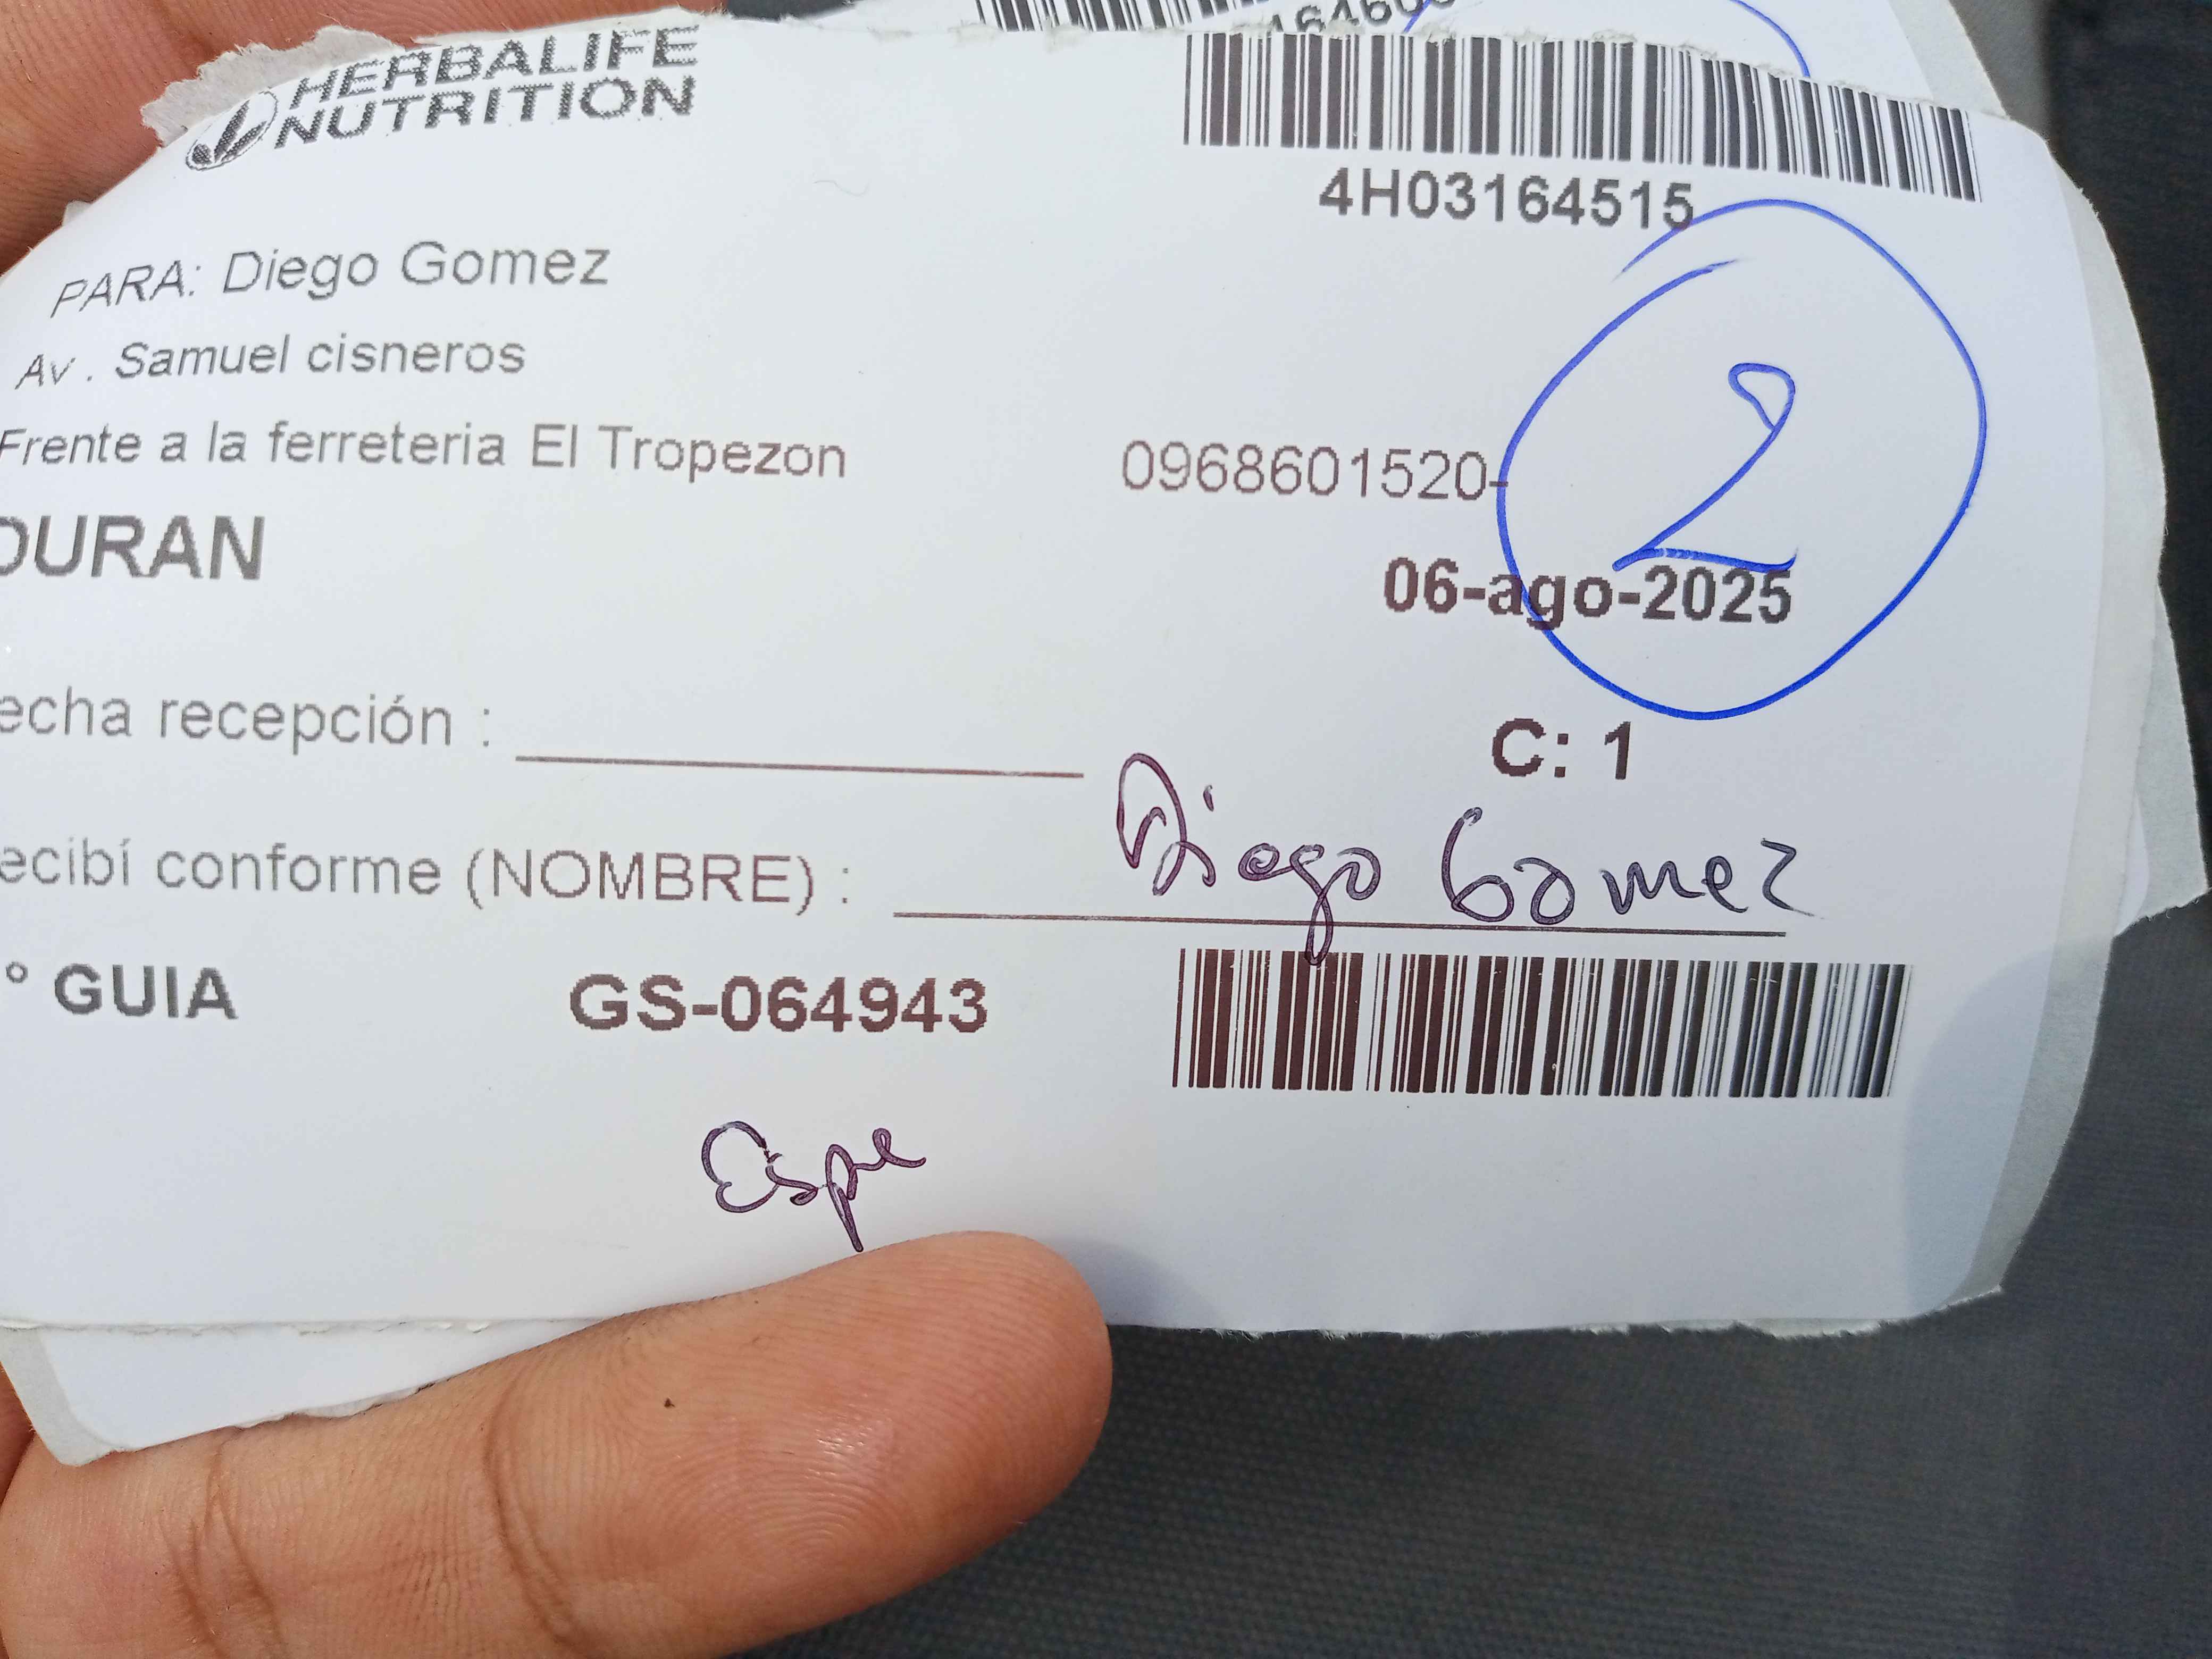 HERBALIFE
NUTRITION
4H03164515
PARA: Diego Gomez
Av . Samuel cisneros
Frente a la ferreteria El Tropezon
0968601520-
2
DURAN
06-ago-2025
echa recepción :
C: 1
ecibí conforme (NOMBRE) : Diego Gomez
° GUIA GS-064943
Espe